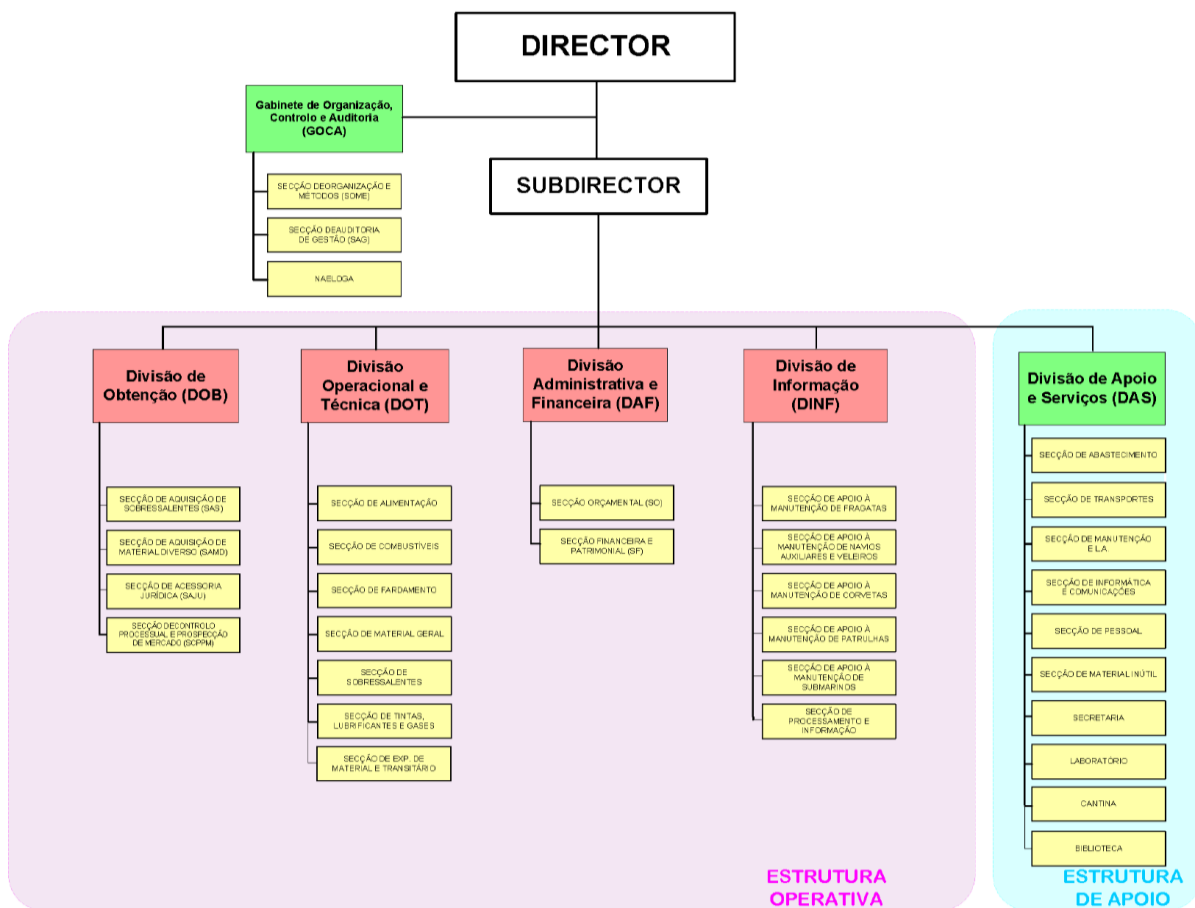 DIRECTOR
Gabinete de Organização,
Controlo e Auditoria
(GOCA)
SECÇÃO DEORGANIZAÇÃO E
MÉTODOS (SOME)
SECÇÃO DEAUDITORIA
DE GESTÃO (SAG)
NAELOGA
SUBDIRECTOR
Divisão de
Obtenção (DOB)
SECÇÃO DE AQUISIÇÃO DE
SOBRESSALENTES (SAS)
SECÇÃO DE AQUISIÇÃO DE
MATERIAL DIVERSO (SAMD)
SECÇÃO DE ACESSORIA
JURÍDICA (SAJU)
SECÇÃO DECONTROLO
PROCESSUAL E PROSPECÇÃO
DE MERCADO (SCPPM)
Divisão
Operacional e
Técnica (DOT)
SECÇÃO DE ALIMENTAÇÃO
SECÇÃO DE COMBUSTÍVEIS
SECÇÃO DE FARDAMENTO
SECÇÃO DE MATERIAL GERAL
SECÇÃO DE
SOBRESSALENTES
SECÇÃO DE TINTAS,
LUBRIFICANTES E GASES
SECÇÃO DE EXP. DE
MATERIAL E TRANSITÁRIO
Divisão
Administrativa e
Financeira (DAF)
SECÇÃO ORÇAMENTAL (SO)
SECÇÃO FINANCEIRA E
PATRIMONIAL (SF)
Divisão de
Informação
(DINF)
SECÇÃO DE APOIO À
MANUTENÇÃO DE FRAGATAS
SECÇÃO DE APOIO À
MANUTENÇÃO DE NAVIOS
AUXILIARES E VELEIROS
SECÇÃO DE APOIO À
MANUTENÇÃO DE CORVETAS
SECÇÃO DE APOIO À
MANUTENÇÃO DE PATRULHAS
SECÇÃO DE APOIO À
MANUTENÇÃO DE
SUBMARINOS
SECÇÃO DE
PROCESSAMENTO E
INFORMAÇÃO
Divisão de Apoio
e Serviços (DAS)
SECÇÃO DE ABASTECIMENTO
SECÇÃO DE TRANSPORTES
SECÇÃO DE MANUTENÇÃO
E L.A.
SECÇÃO DE INFORMÁTICA
E COMUNICAÇÕES
SECÇÃO DE PESSOAL
SECÇÃO DE MATERIAL INÚTIL
SECRETARIA
LABORATÓRIO
CANTINA
BIBLIOTECA
ESTRUTURA
OPERATIVA
ESTRUTURA
DE APOIO